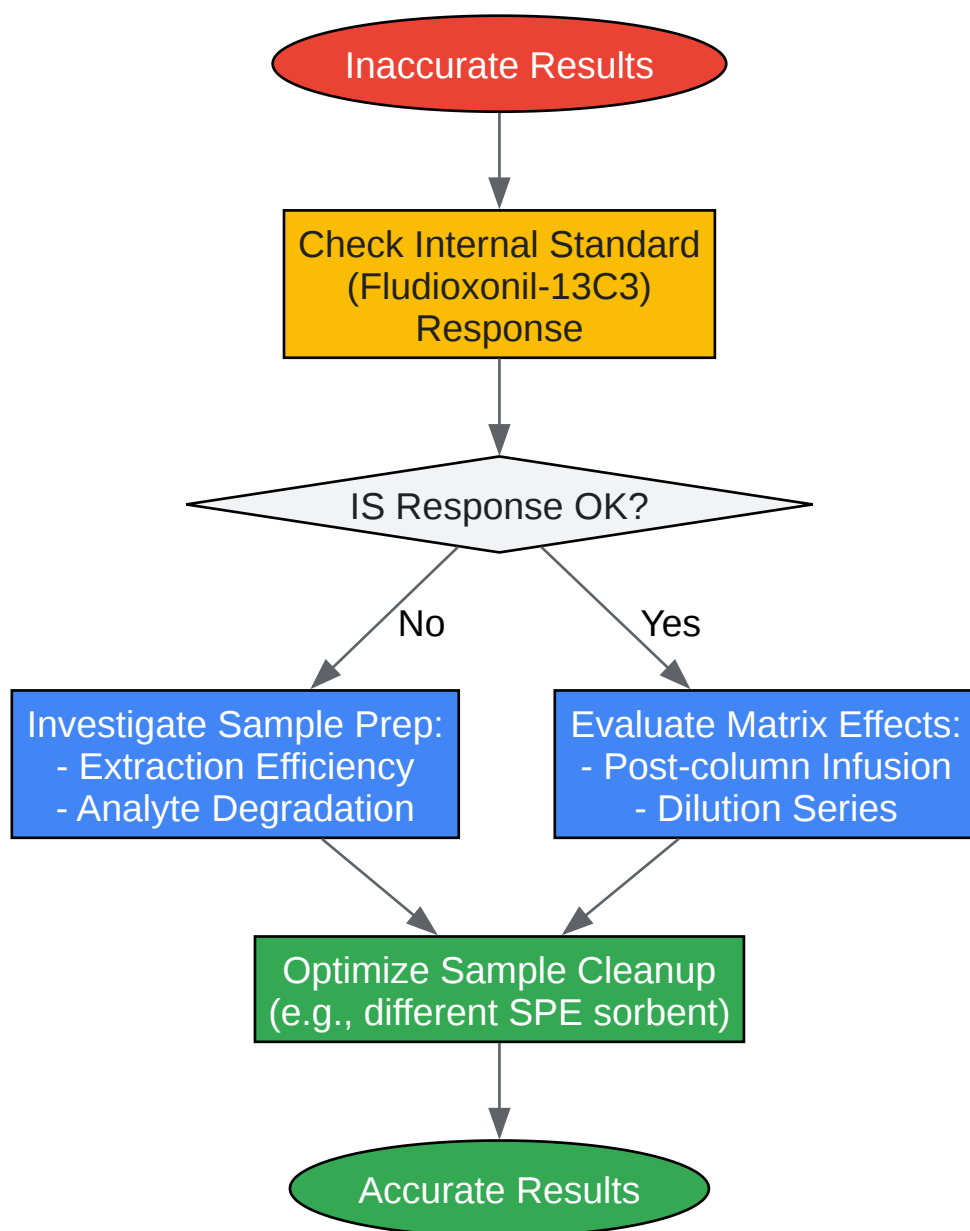 Inaccurate Results
Check Internal Standard
(Fludioxonil-13C3)
Response
IS Response OK?
No
Yes
Investigate Sample Prep:
- Extraction Efficiency
- Analyte Degradation
Evaluate Matrix Effects:
- Post-column Infusion
- Dilution Series
Optimize Sample Cleanup
(e.g., different SPE sorbent)
Accurate Results